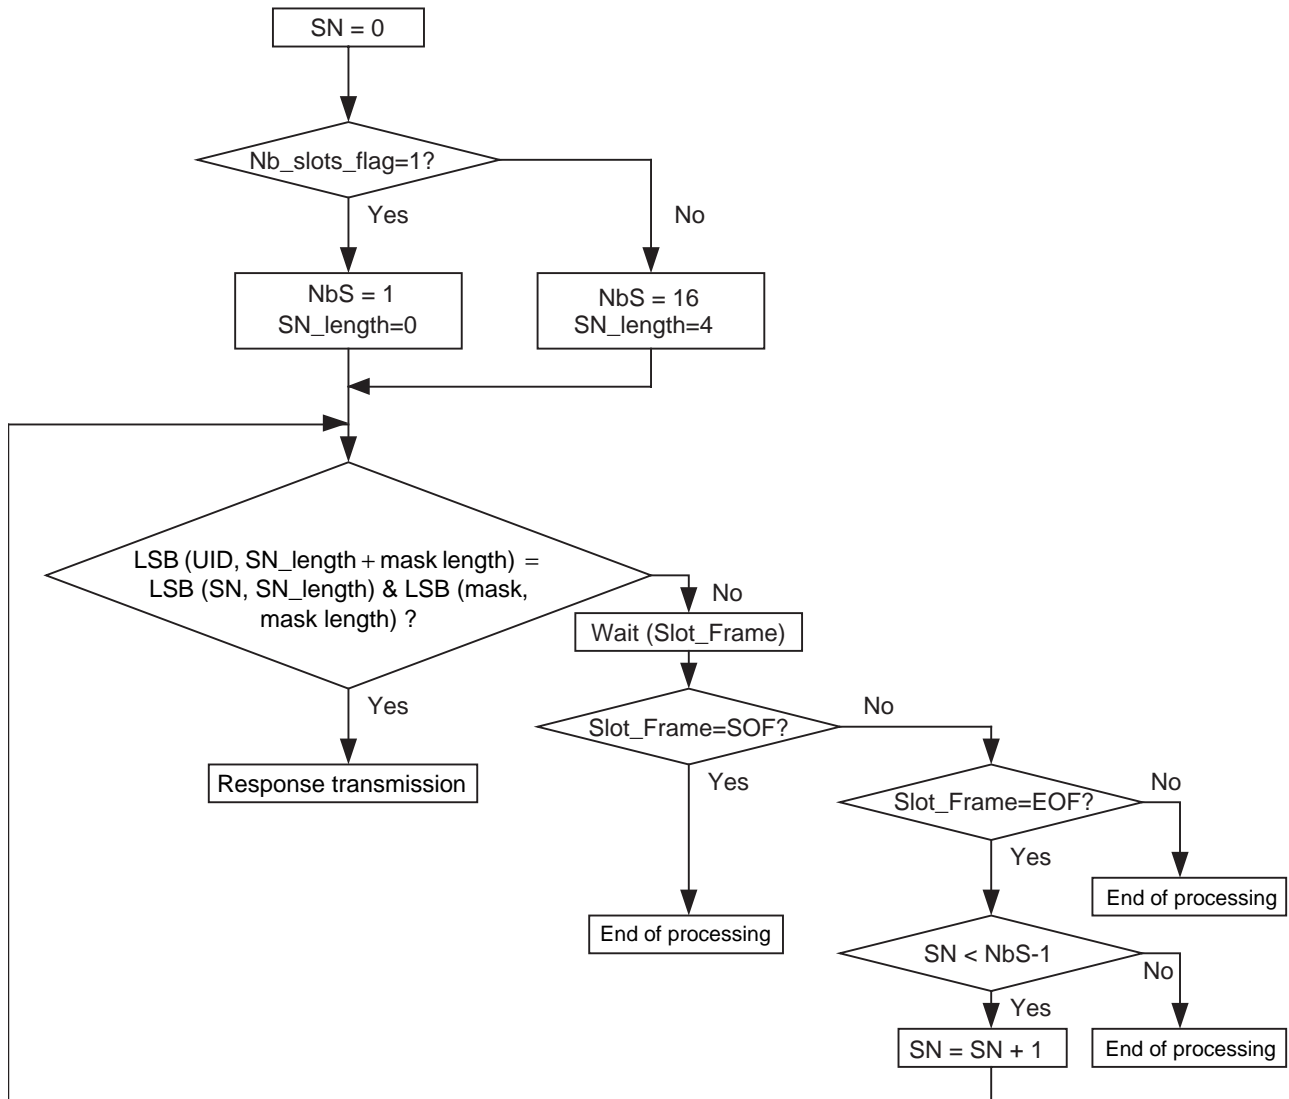 SN = 0
Nb_slots_flag=1?
Yes
No
NbS = 1
SN_length=0
NbS = 16
SN_length=4
LSB (UID, SN_length + mask length) =
LSB (SN, SN_length) & LSB (mask,
mask length) ?
No
Wait (Slot_Frame)
Yes
Slot_Frame=SOF?
No
Response transmission
Yes
Slot_Frame=EOF?
No
Yes
End of processing
End of processing
SN < NbS-1
No
Yes
SN = SN + 1
End of processing